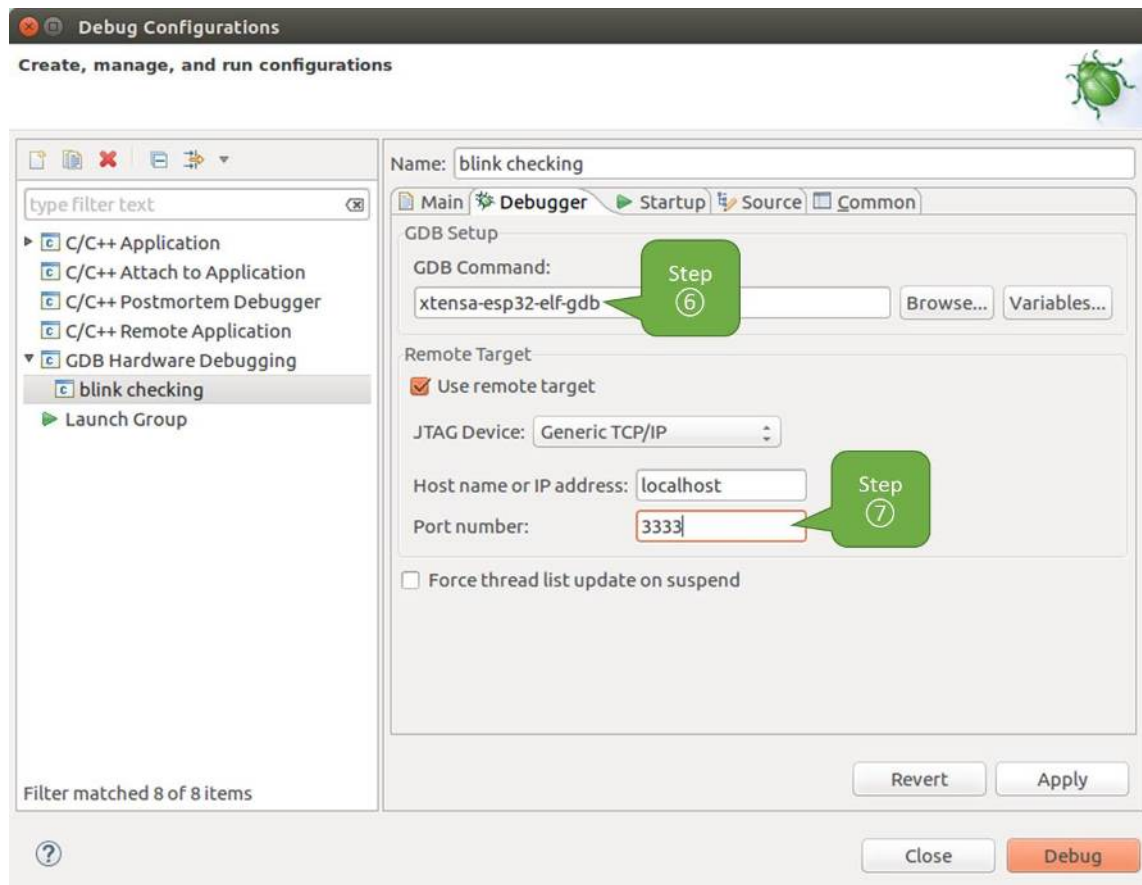 Debug Configurations
Create, manage, and run configurations
type filter text
C/C++ Application
C/C++ Attach to Application
C/C++ Postmortem Debugger
C/C++ Remote Application
GDB Hardware Debugging
blink checking
Launch Group
Filter matched 8 of 8 items
Name: blink checking
Main Debugger Startup Source Common
GDB Setup
GDB Command:
xtensa-esp32-elf-gdb
Browse... Variables...
Step
⑥
Remote Target
Use remote target
JTAG Device: Generic TCP/IP
Host name or IP address: localhost
Port number: 3333
Step
⑦
Force thread list update on suspend
Revert Apply
Close Debug